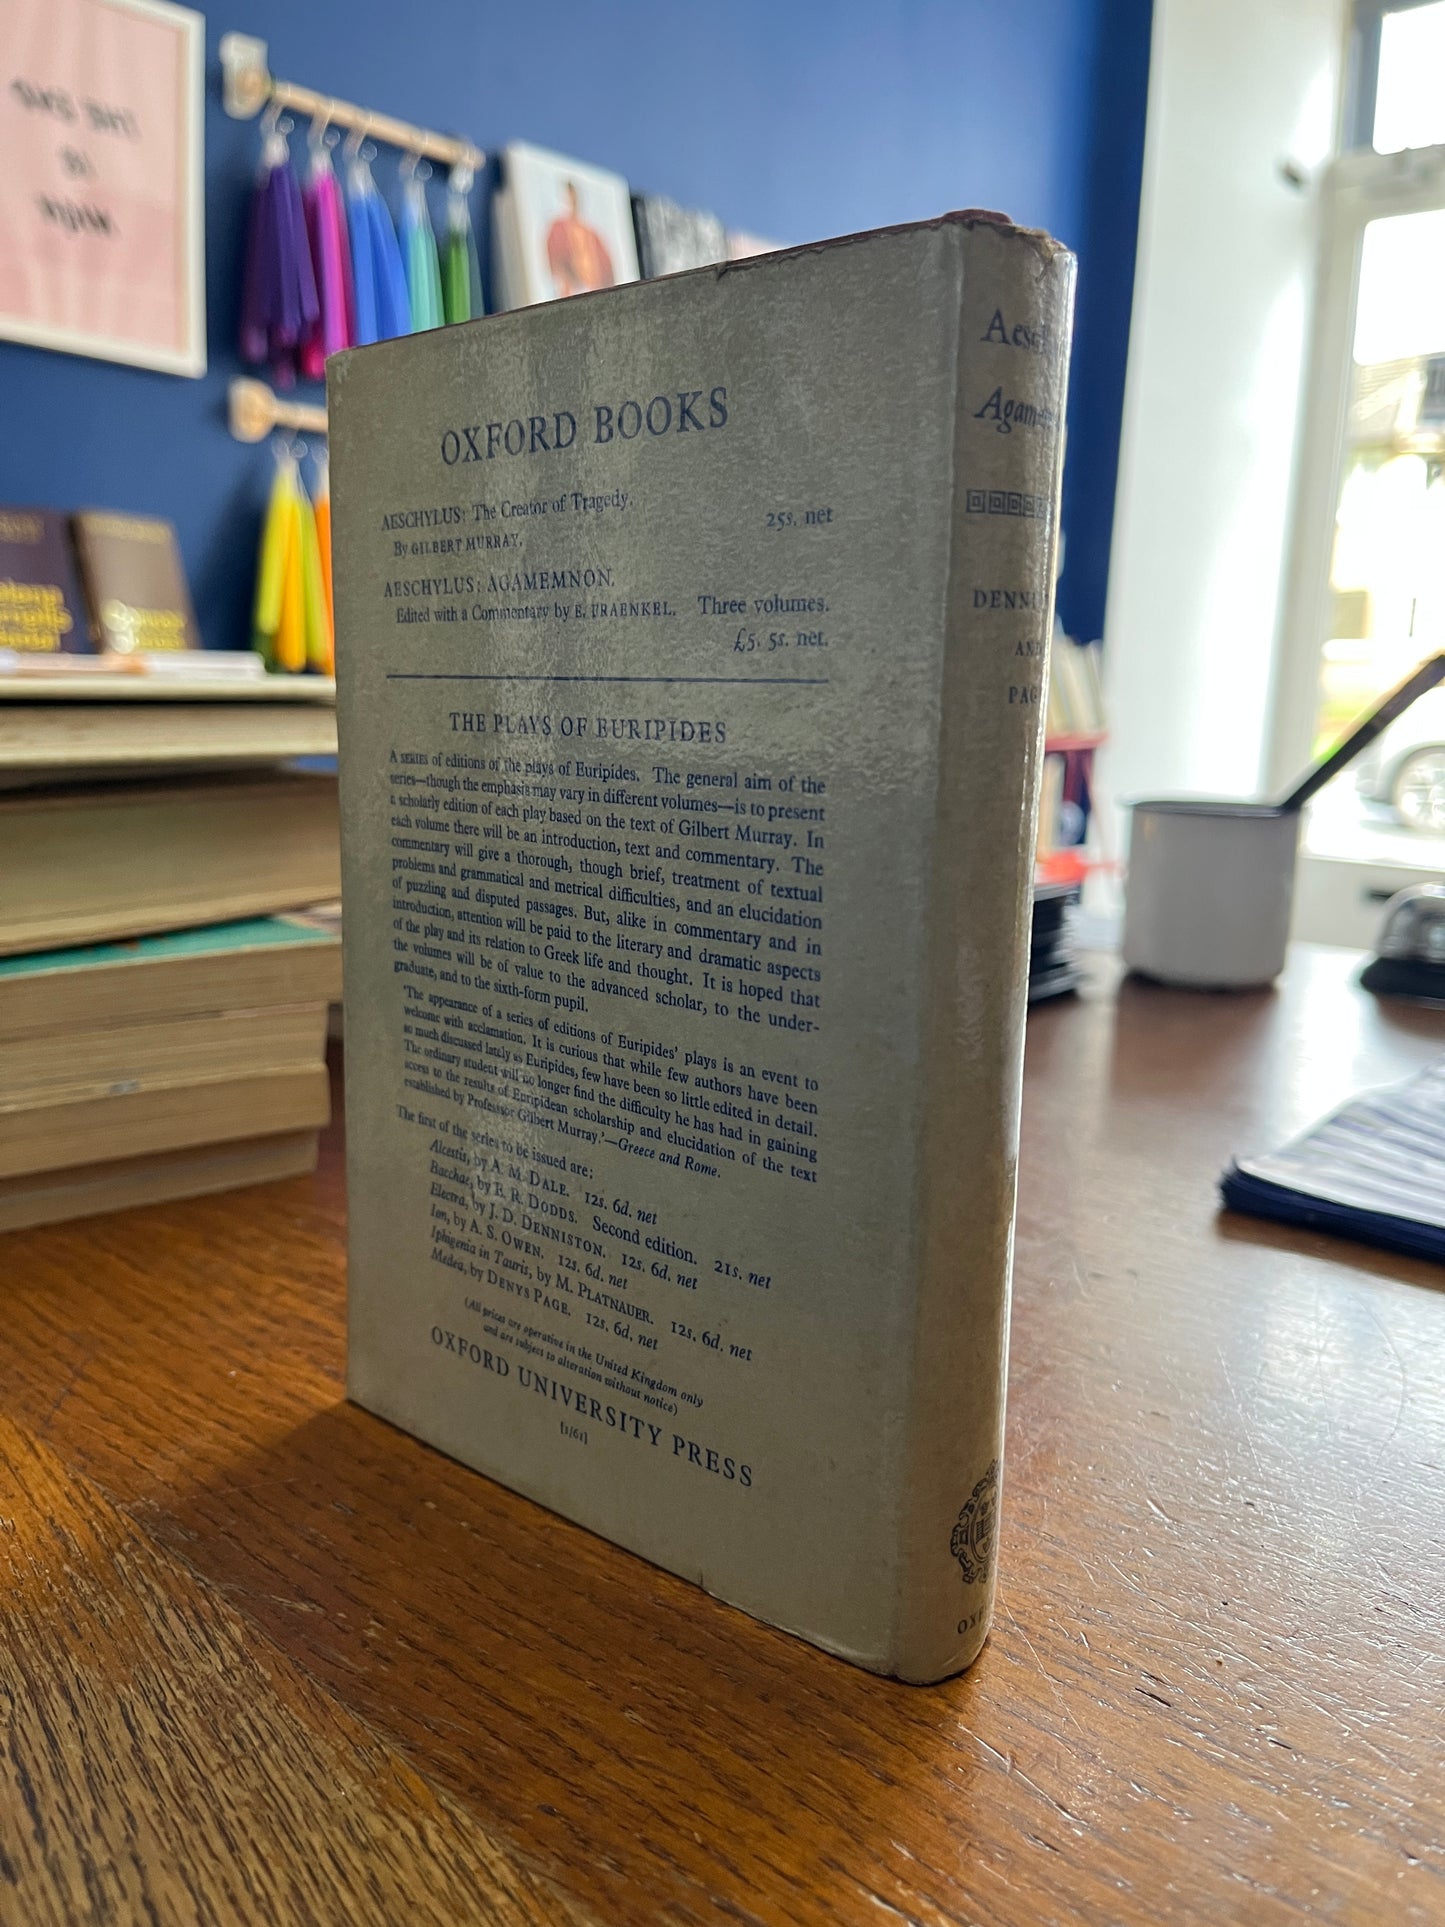 OXFORD BOOKS
AESCHYLUS: The Creator of Tragedy.
By GILBERT MURRAY. 25s. net
AESCHYLUS: AGAMEMNON.
Edited with a Commentary by E. FRAENKEL. Three volumes.
£5. 5s. net.
THE PLAYS OF EURIPIDES
A SERIES of editions of the plays of Euripides. The general aim of the
series—though the emphasis may vary in different volumes—is to present
a scholarly edition of each play based on the text of Gilbert Murray. In
each volume there will be an introduction, text and commentary. The
commentary will give a thorough, though brief, treatment of textual
problems and grammatical and metrical difficulties, and an elucidation
of puzzling and disputed passages. But, alike in commentary and in
introduction, attention will be paid to the literary and dramatic aspects
of the play and its relation to Greek life and thought. It is hoped that
the volumes will be of value to the advanced scholar, to the under-
graduate, and to the sixth-form pupil.
'The appearance of a series of editions of Euripides' plays is an event to
welcome with acclamation. It is curious that while few authors have been
so much discussed lately as Euripides, few have been so little edited in detail.
The ordinary student will no longer find the difficulty he has had in gaining
access to the results of Euripidean scholarship and elucidation of the text
established by Professor Gilbert Murray.'—Greece and Rome.
The first of the series to be issued are:
Alcestis, by A. M. DALE. 12s. 6d. net
Bacchae, by E. R. DODDS. Second edition. 21s. net
Electra, by J. D. DENNISTON. 12s. 6d. net
Ion, by A. S. OWEN. 12s. 6d. net
Iphigenia in Tauris, by M. PLATNAUER. 12s. 6d. net
Medea, by DENYS PAGE. 12s. 6d. net
(All prices are operative in the United Kingdom only
and are subject to alteration without notice)
OXFORD UNIVERSITY PRESS
[1/61]
Aesc
Agam
DENN
AND
PAG
OXF